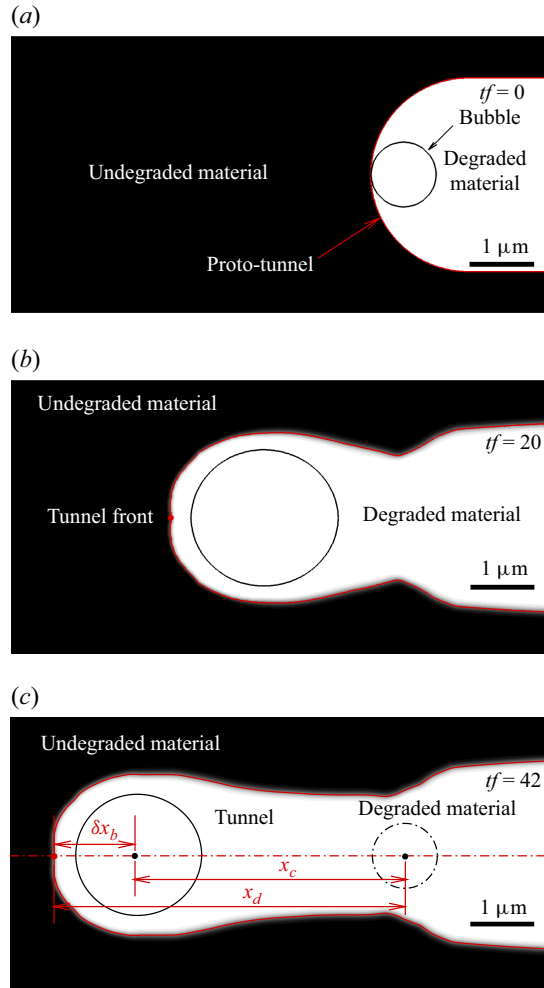 (a)
tf = 0
Bubble
Undegraded material
Degraded
material
Proto-tunnel
1 μm
(b)
Undegraded material
tf = 20
Tunnel front
Degraded material
1 μm
(c)
Undegraded material
tf = 42
Degraded material
Tunnel
δx_b
x_c
x_d
1 μm